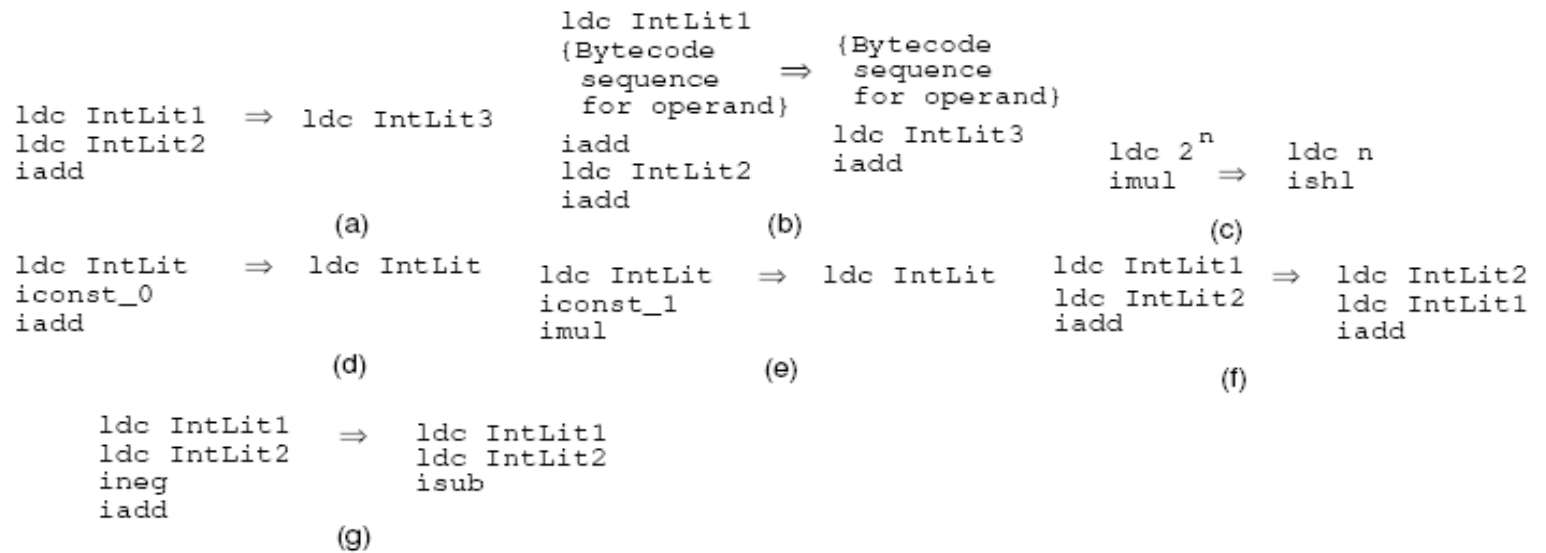 ldc IntLit1 ⇒ ldc IntLit3
ldc IntLit2
iadd
(a)
ldc IntLit1
{Bytecode
sequence
for operand}
iadd
ldc IntLit2
iadd
⇒
{Bytecode
sequence
for operand}
ldc IntLit3
iadd
(b)
ldc 2^n
imul
⇒
ldc n
ishl
(c)
ldc IntLit ⇒ ldc IntLit
iconst_0
iadd
(d)
ldc IntLit ⇒ ldc IntLit
iconst_1
imul
(e)
ldc IntLit1
ldc IntLit2
iadd
⇒
ldc IntLit2
ldc IntLit1
iadd
(f)
ldc IntLit1
ldc IntLit2
ineg
iadd
⇒
ldc IntLit1
ldc IntLit2
isub
(g)